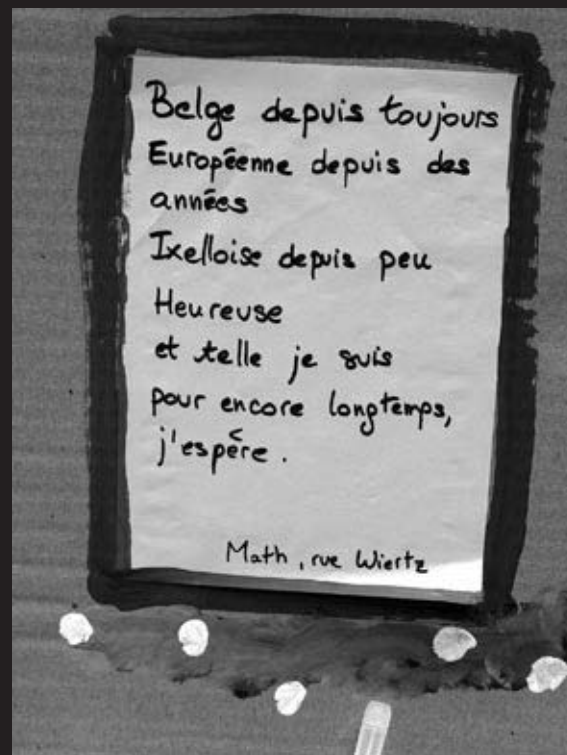 Belge depuis toujours
Européenne depuis des
années
Ixelloise depuis peu
Heureuse
et telle je suis
pour encore longtemps,
j'espère.
Math, rue Wiertz